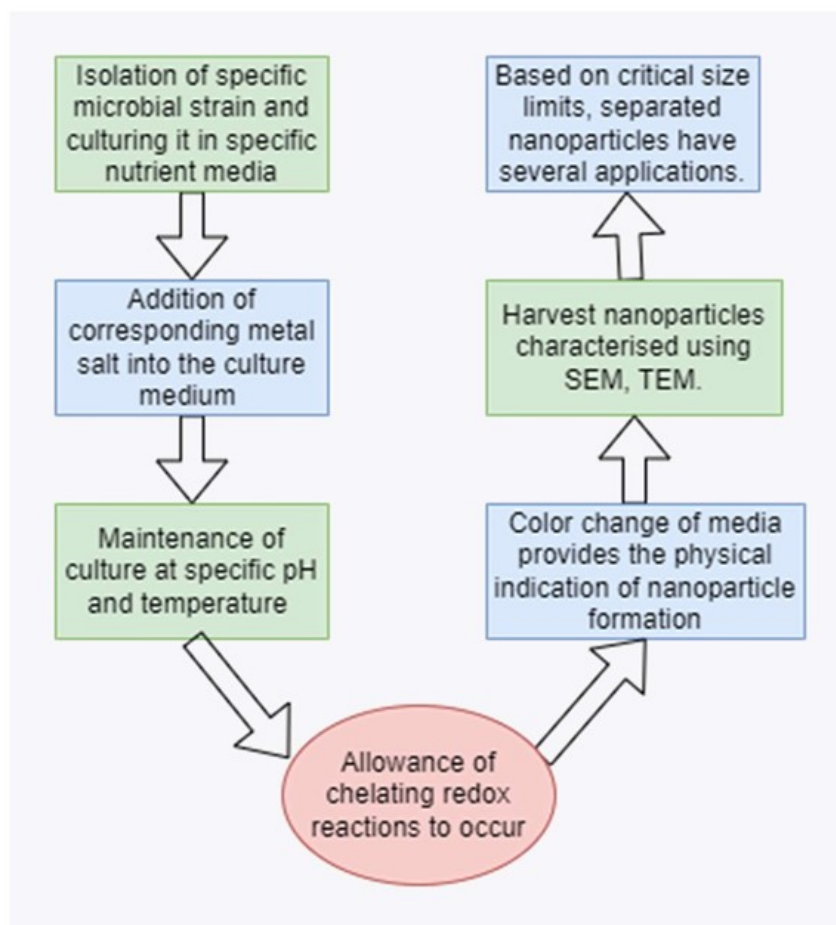 Isolation of specific
microbial strain and
culturing it in specific
nutrient media
Addition of
corresponding metal
salt into the culture
medium
Maintenance of
culture at specific pH
and temperature
Allowance of
chelating redox
reactions to occur
Color change of media
provides the physical
indication of nanoparticle
formation
Harvest nanoparticles
characterised using
SEM, TEM.
Based on critical size
limits, separated
nanoparticles have
several applications.